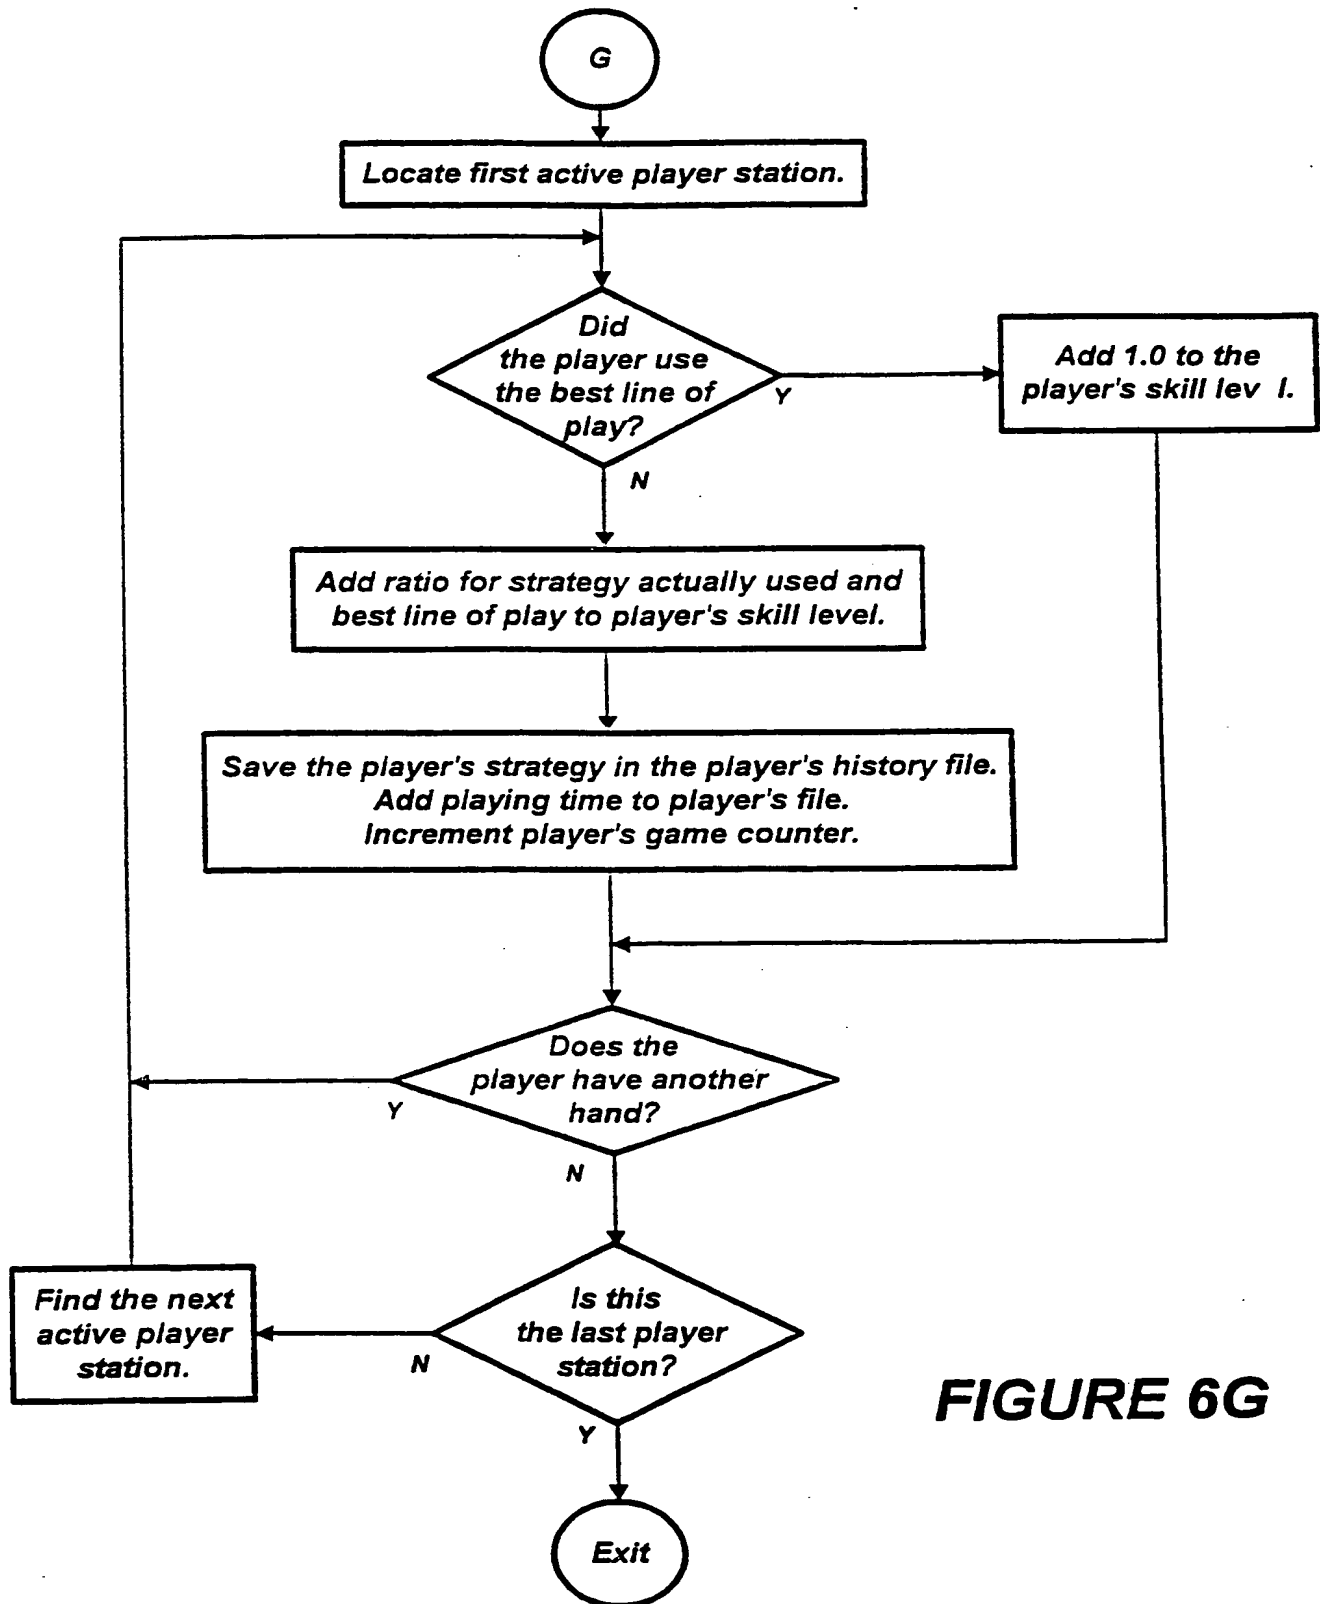 G
Locate first active player station.
Did
the player use
the best line of
play?
Y
Add 1.0 to the
player's skill lev l.
N
Add ratio for strategy actually used and
best line of play to player's skill level.
Save the player's strategy in the player's history file.
Add playing time to player's file.
Increment player's game counter.
Does the
player have another
hand?
Y
N
Is this
the last player
station?
N
Find the next
active player
station.
Y
Exit
FIGURE 6G